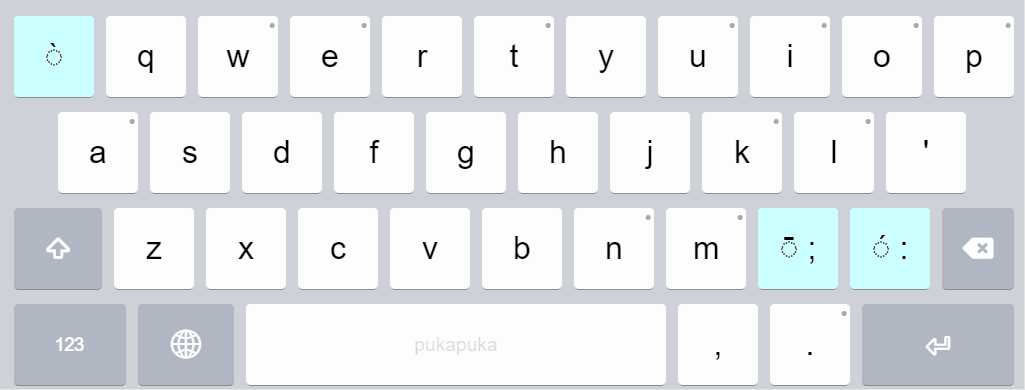 ◌̀ q w e r t y u i o p
a s d f g h j k l '
z x c v b n m ◌̄ ; ◌́ :
123 pukapuka , .